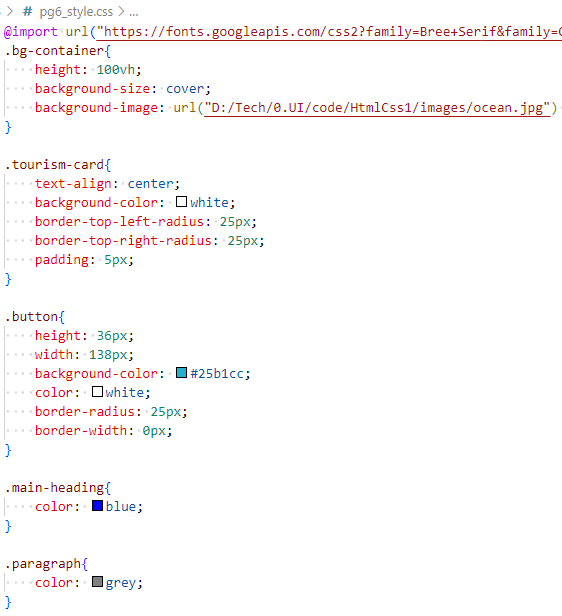 s > # pg6_style.css > ...
@import url("https://fonts.googleapis.com/css2?family=Bree+Serif&family=
.bg-container{
    height: 100vh;
    background-size: cover;
    background-image: url("D:/Tech/0.UI/code/HtmlCss1/images/ocean.jpg")
}

.tourism-card{
    text-align: center;
    background-color: white;
    border-top-left-radius: 25px;
    border-top-right-radius: 25px;
    padding: 5px;
}

.button{
    height: 36px;
    width: 138px;
    background-color: #25b1cc;
    color: white;
    border-radius: 25px;
    border-width: 0px;
}

.main-heading{
    color: blue;
}

.paragraph{
    color: grey;
}